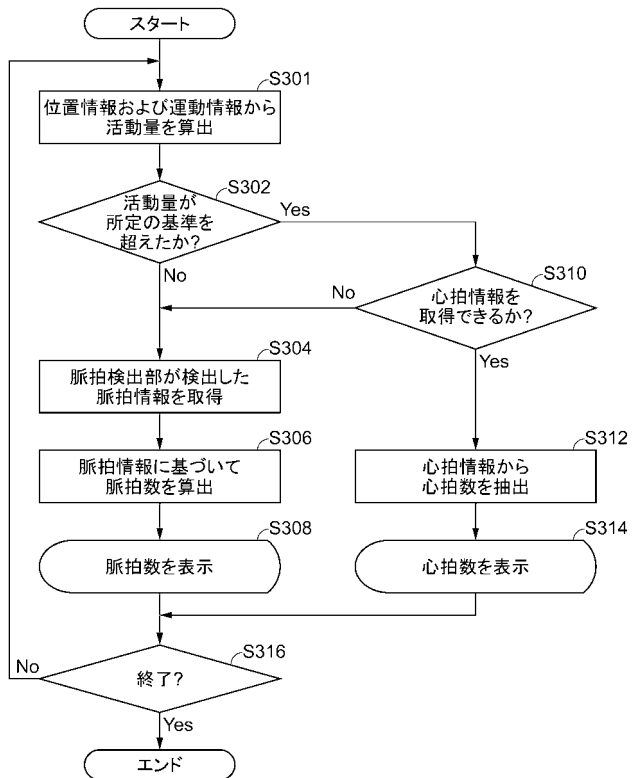 スタート
S301
位置情報および運動情報から
活動量を算出
S302
活動量が
所定の基準を
超えたか?
Yes
No
S310
心拍情報を
取得できるか?
No
Yes
S304
脈拍検出部が検出した
脈拍情報を取得
S306
脈拍情報に基づいて
脈拍数を算出
S312
心拍情報から
心拍数を抽出
S308
脈拍数を表示
S314
心拍数を表示
S316
終了?
No
Yes
エンド